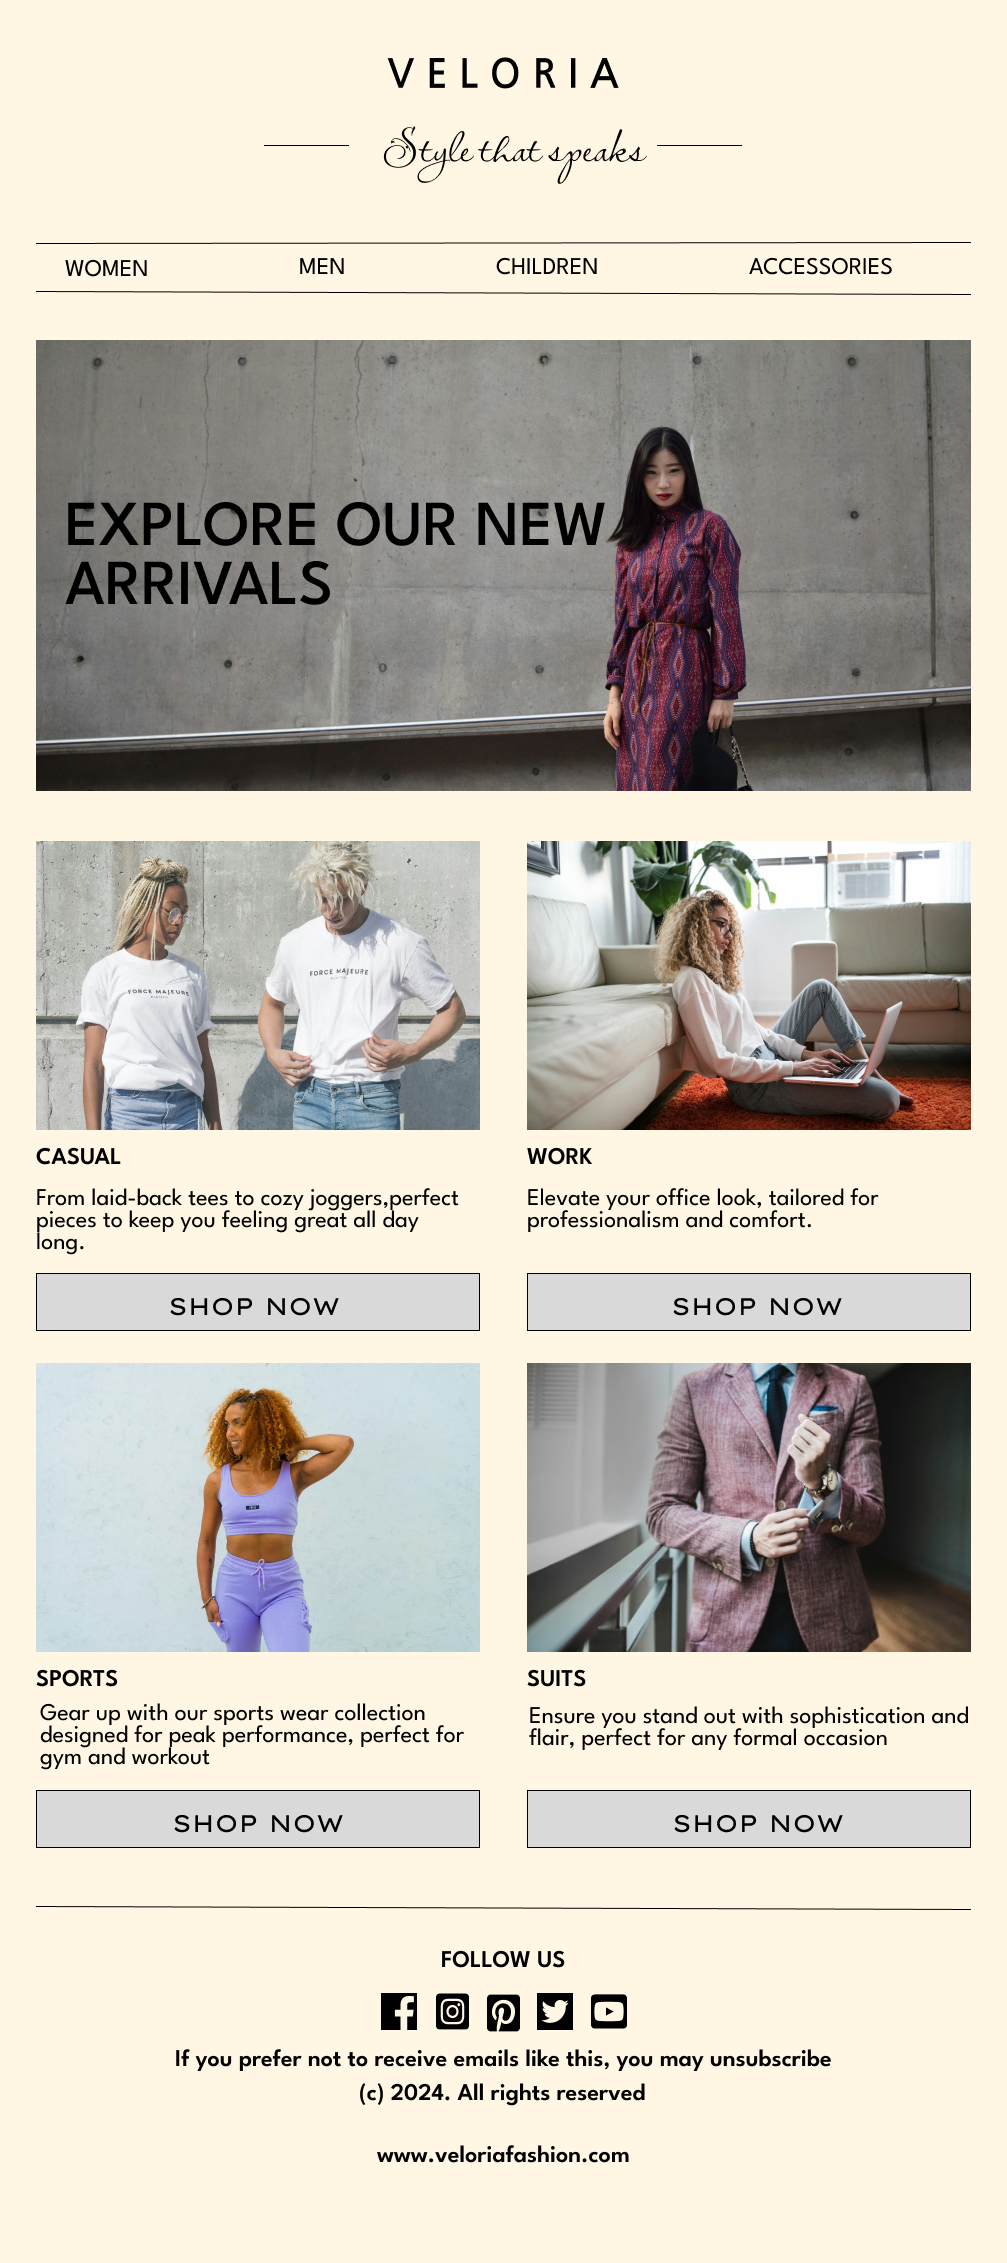 VELORIA
Style that speaks
WOMEN MEN CHILDREN ACCESSORIES
EXPLORE OUR NEW
ARRIVALS
FORCE MAJEURE
FORCE MAJEURE
CASUAL
From laid-back tees to cozy joggers,perfect
pieces to keep you feeling great all day
long.
SHOP NOW
WORK
Elevate your office look, tailored for
professionalism and comfort.
SHOP NOW
SPORTS
Gear up with our sports wear collection
designed for peak performance, perfect for
gym and workout
SHOP NOW
SUITS
Ensure you stand out with sophistication and
flair, perfect for any formal occasion
SHOP NOW
FOLLOW US
If you prefer not to receive emails like this, you may unsubscribe
(c) 2024. All rights reserved
www.veloriafashion.com